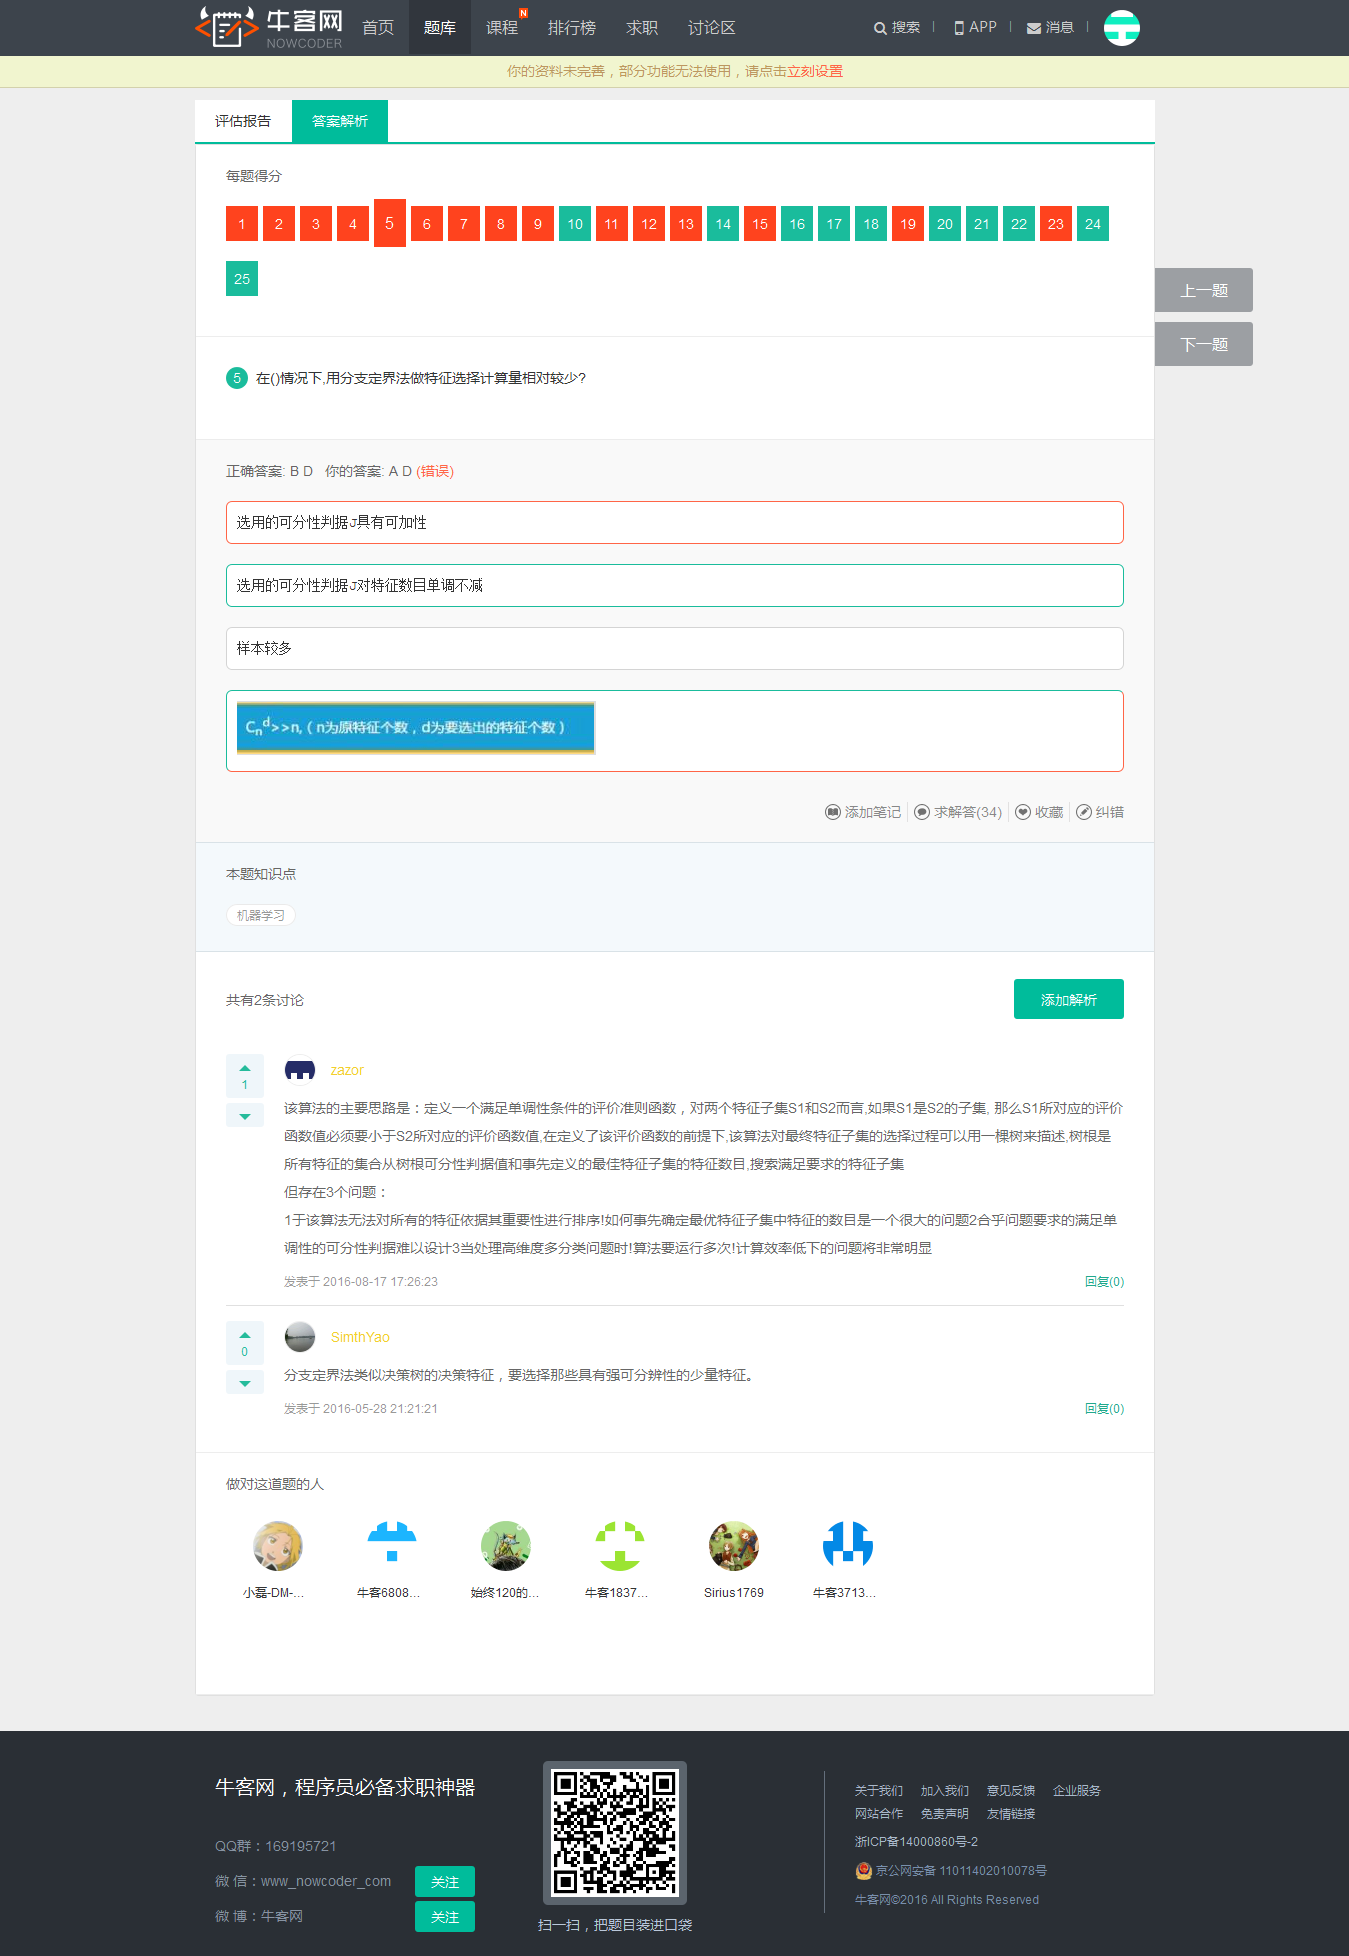 牛客网
NOWCODER
首页 题库 课程 N 排行榜 求职 讨论区 搜索 APP 消息
你的资料未完善，部分功能无法使用，请点击立刻设置
评估报告 答案解析
每题得分
1 2 3 4 5 6 7 8 9 10 11 12 13 14 15 16 17 18 19 20 21 22 23 24
25
上一题
下一题
5 在()情况下,用分支定界法做特征选择计算量相对较少?
正确答案: B D 你的答案: A D (错误)
选用的可分性判据J具有可加性
选用的可分性判据J对特征数目单调不减
样本较多
Cnd>>n,（n为原特征个数，d为要选出的特征个数）
添加笔记 求解答(34) 收藏 纠错
本题知识点
机器学习
共有2条讨论
添加解析
1
zazor
该算法的主要思路是：定义一个满足单调性条件的评价准则函数，对两个特征子集S1和S2而言,如果S1是S2的子集, 那么S1所对应的评价
函数值必须要小于S2所对应的评价函数值,在定义了该评价函数的前提下,该算法对最终特征子集的选择过程可以用一棵树来描述,树根是
所有特征的集合从树根可分性判据值和事先定义的最佳特征子集的特征数目,搜索满足要求的特征子集
但存在3个问题：
1于该算法无法对所有的特征依据其重要性进行排序!如何事先确定最优特征子集中特征的数目是一个很大的问题2合乎问题要求的满足单
调性的可分性判据难以设计3当处理高维度多分类问题时!算法要运行多次!计算效率低下的问题将非常明显
发表于 2016-08-17 17:26:23 回复(0)
0
SimthYao
分支定界法类似决策树的决策特征，要选择那些具有强可分辨性的少量特征。
发表于 2016-05-28 21:21:21 回复(0)
做对这道题的人
小磊-DM-... 牛客6808... 始终120的... 牛客1837... Sirius1769 牛客3713...
牛客网，程序员必备求职神器
QQ群：169195721
微 信：www_nowcoder_com 关注
微 博：牛客网 关注
扫一扫，把题目装进口袋
关于我们 加入我们 意见反馈 企业服务
网站合作 免责声明 友情链接
浙ICP备14000860号-2
京公网安备 11011402010078号
牛客网©2016 All Rights Reserved